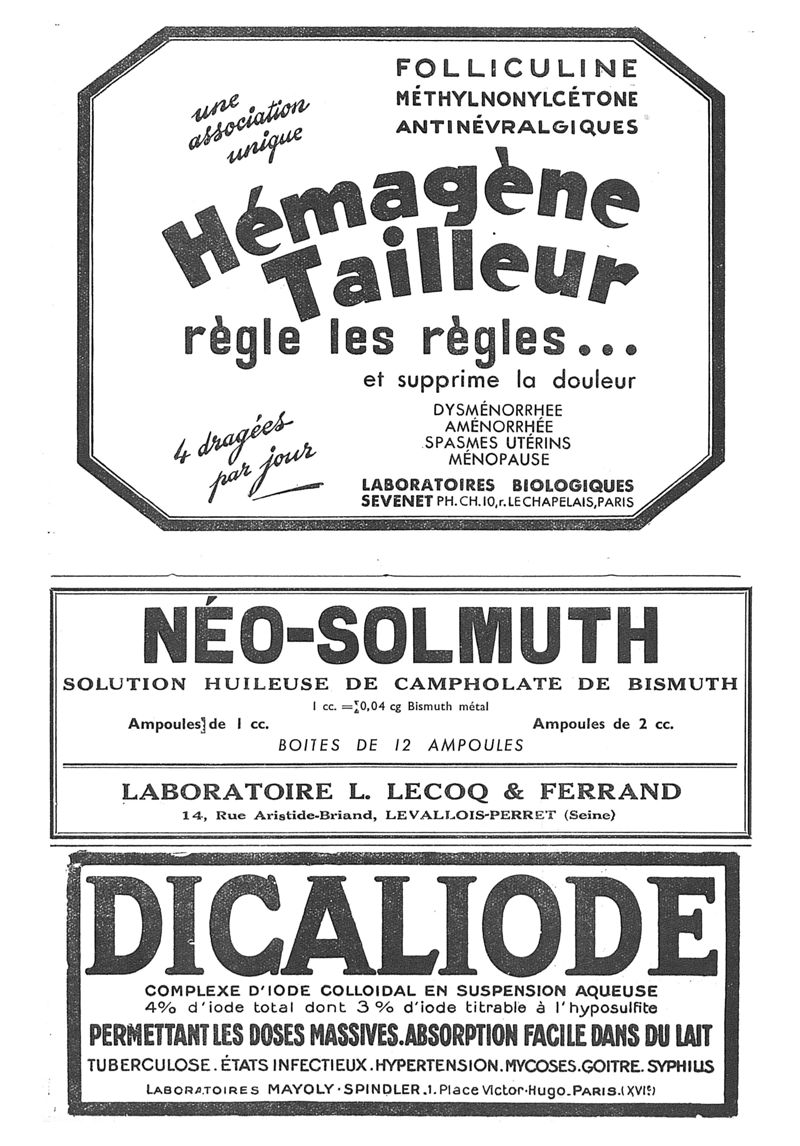 une
association
unique
FOLLICULINE
MÉTHYLNONYLCÉTONE
ANTINÉVRALGIQUES
Hémagène
Tailleur
règle les règles...
et supprime la douleur
4 dragées
par jour
DYSMÉNORRHEE
AMÉNORRHÉE
SPASMES UTÉRINS
MÉNOPAUSE
LABORATOIRES BIOLOGIQUES
SEVENET PH. CH. 10, r. LE CHAPELAIS, PARIS
NÉO-SOLMUTH
SOLUTION HUILEUSE DE CAMPHOLATE DE BISMUTH
1 cc. = 0,04 cg Bismuth métal
Ampoules de 1 cc. Ampoules de 2 cc.
BOITES DE 12 AMPOULES
LABORATOIRE L. LECOQ & FERRAND
14, Rue Aristide-Briand, LEVALLOIS-PERRET (Seine)
DICALIODE
COMPLEXE D'IODE COLLOIDAL EN SUSPENSION AQUEUSE
4% d'iode total dont 3% d'iode titrable à l'hyposulfite
PERMETTANT LES DOSES MASSIVES. ABSORPTION FACILE DANS DU LAIT
TUBERCULOSE. ÉTATS INFECTIEUX. HYPERTENSION. MYCOSES. GOITRE. SYPHILIS
LABORATOIRES MAYOLY-SPINDLER. 1. Place Victor-Hugo. PARIS. (XVIe)